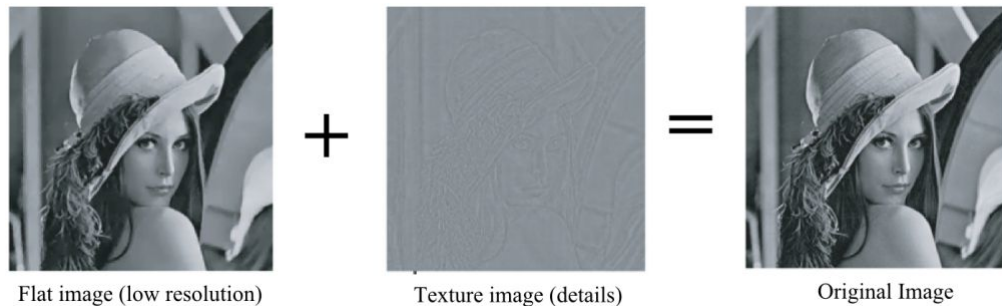 +
=
Flat image (low resolution)
Texture image (details)
Original Image